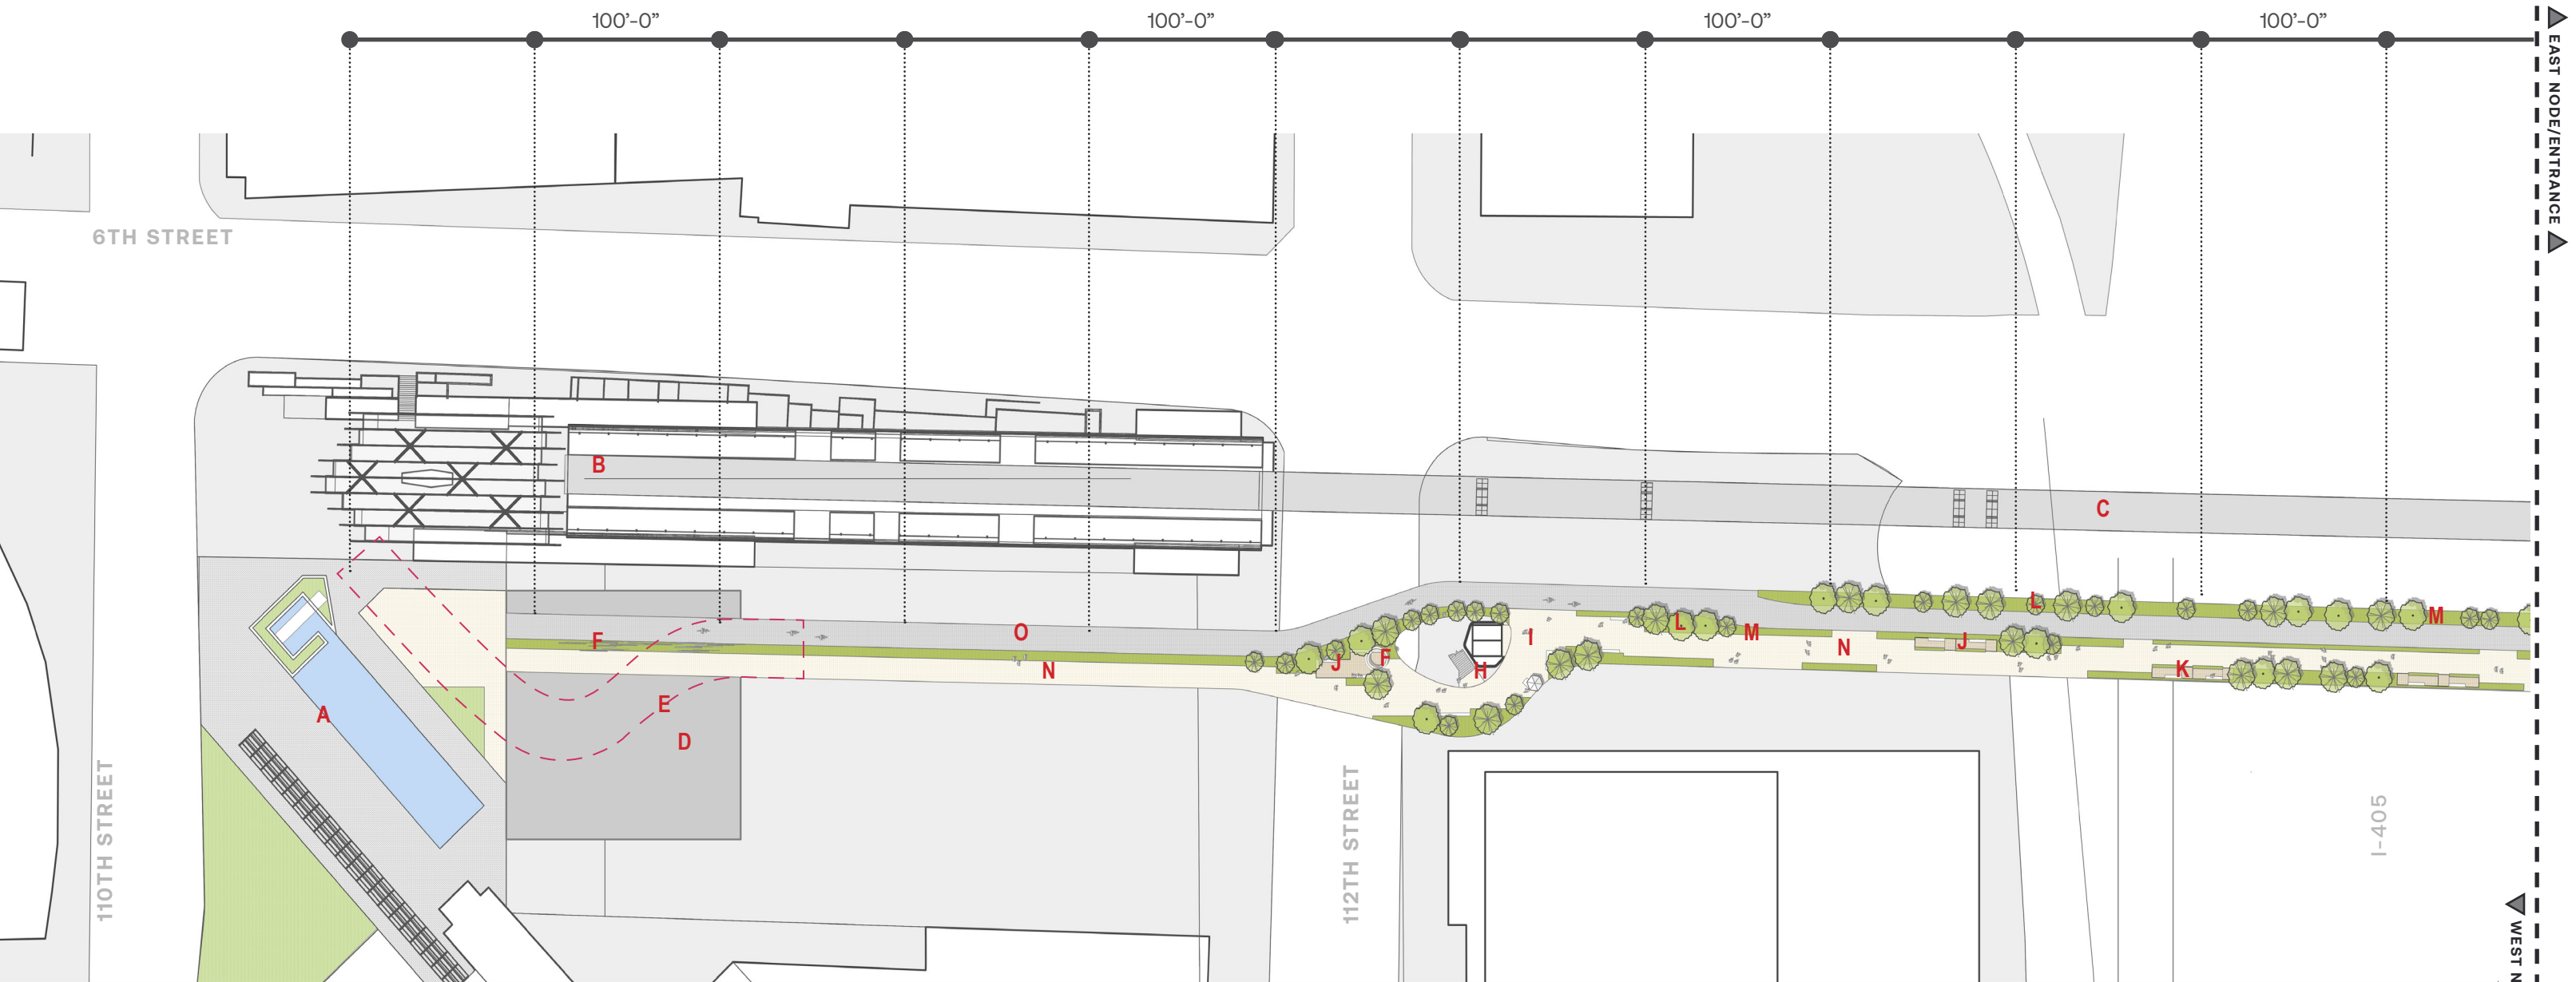 100'-0” 100'-0” 100'-0” 100'-0”
EAST NODE/ENTRANCE
6TH STREET
B
C
L
M
L
M
F
O
I
N
J
J
F
H
K
N
E
A
D
110TH STREET
112TH STREET
I-405
WEST N